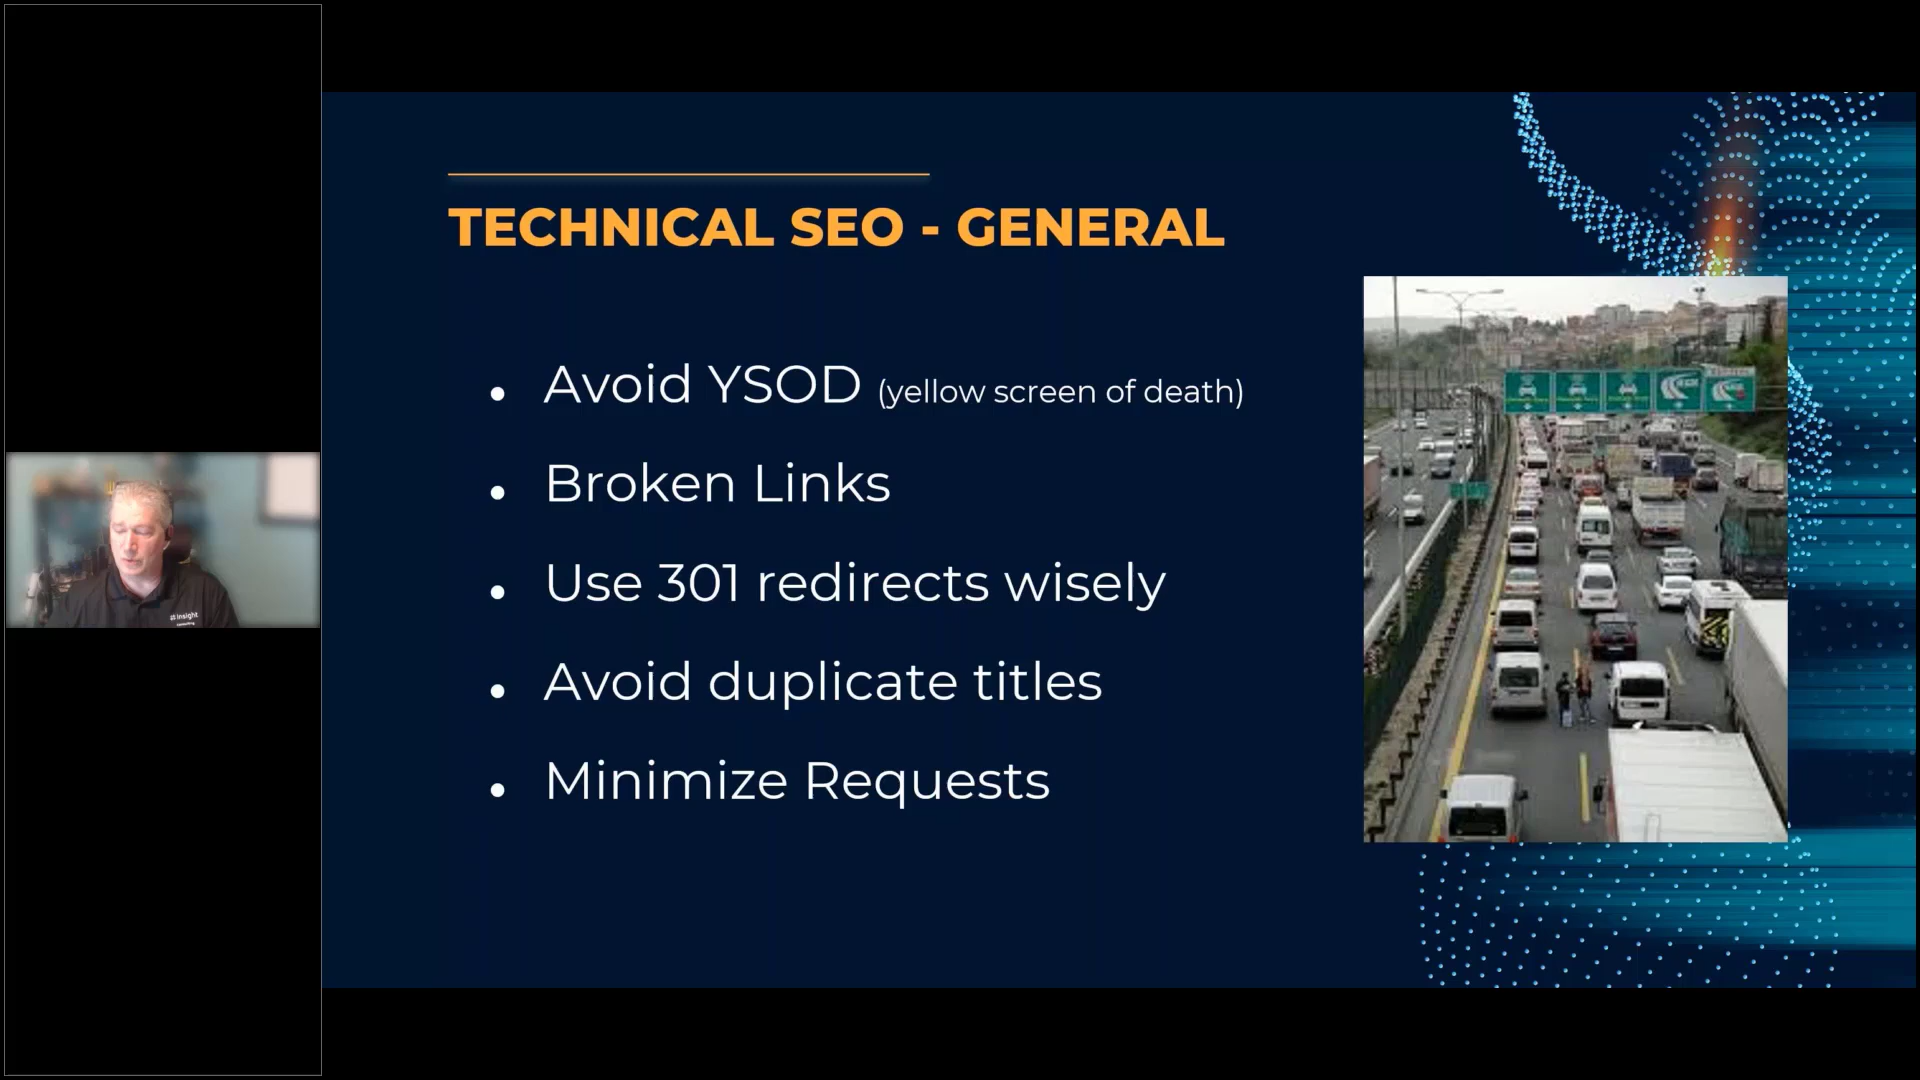 TECHNICAL SEO - GENERAL
Avoid YSOD (yellow screen of death)
Broken Links
Use 301 redirects wisely
Avoid duplicate titles
Minimize Requests
insight